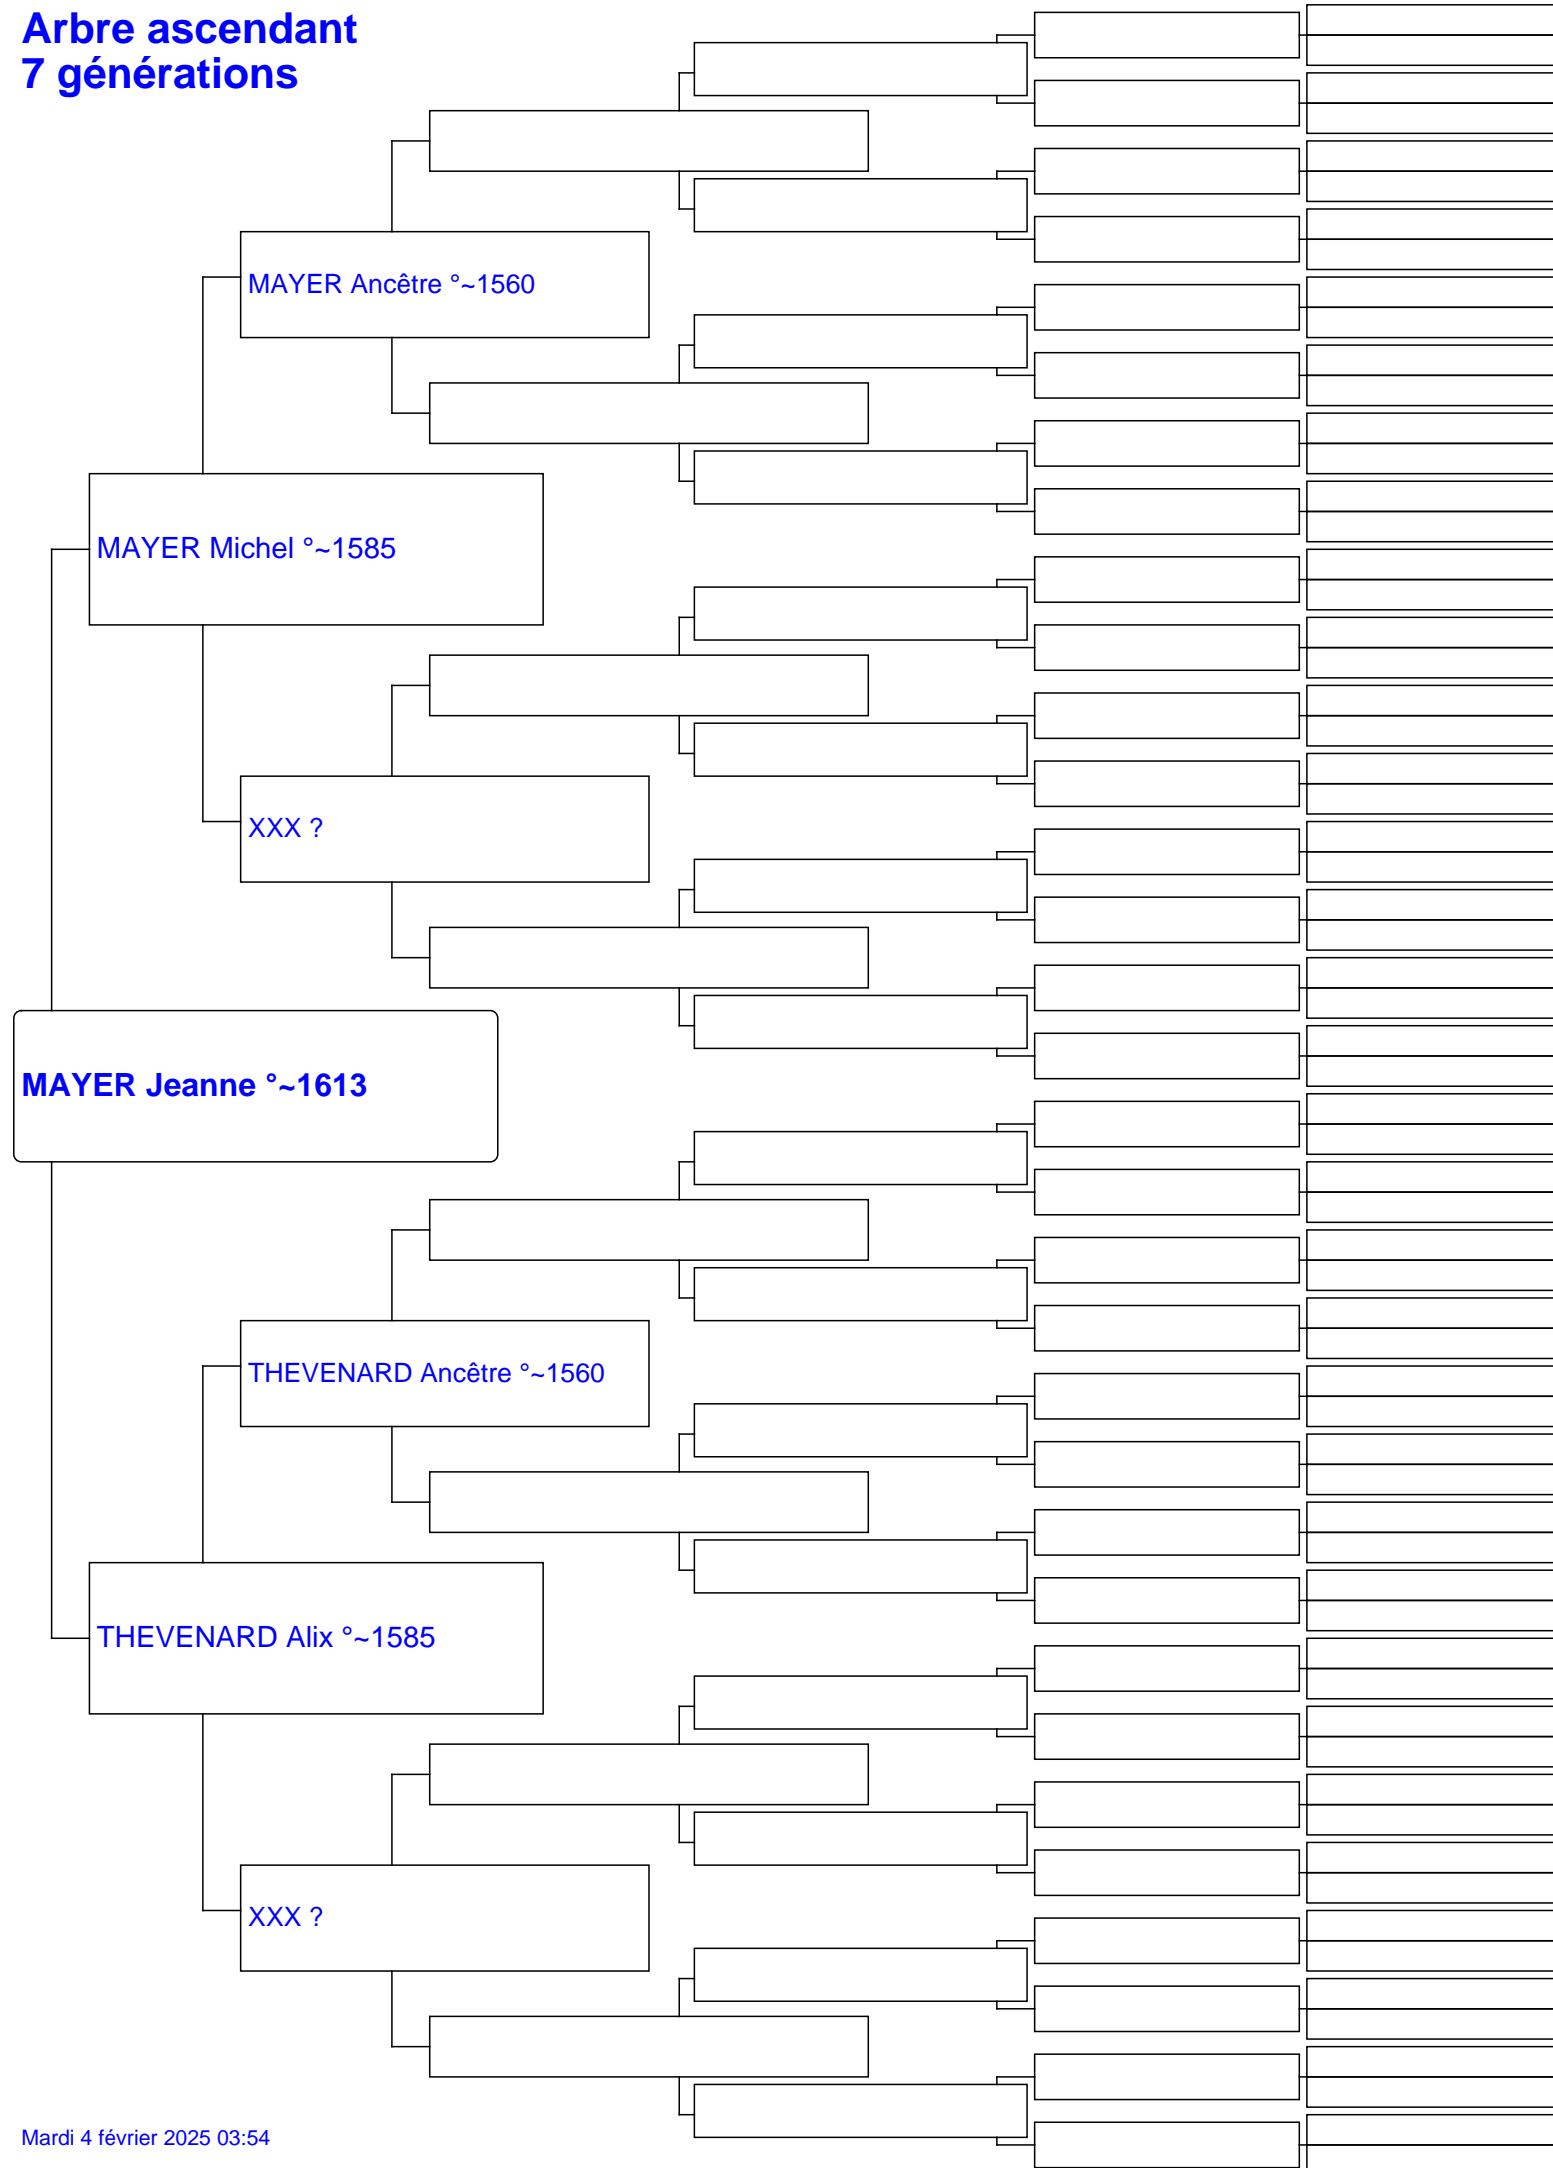 Arbre ascendant
7 générations
MAYER Ancêtre °~1560
MAYER Michel °~1585
XXX ?
MAYER Jeanne °~1613
THEVENARD Ancêtre °~1560
THEVENARD Alix °~1585
XXX ?
Mardi 4 février 2025 03:54